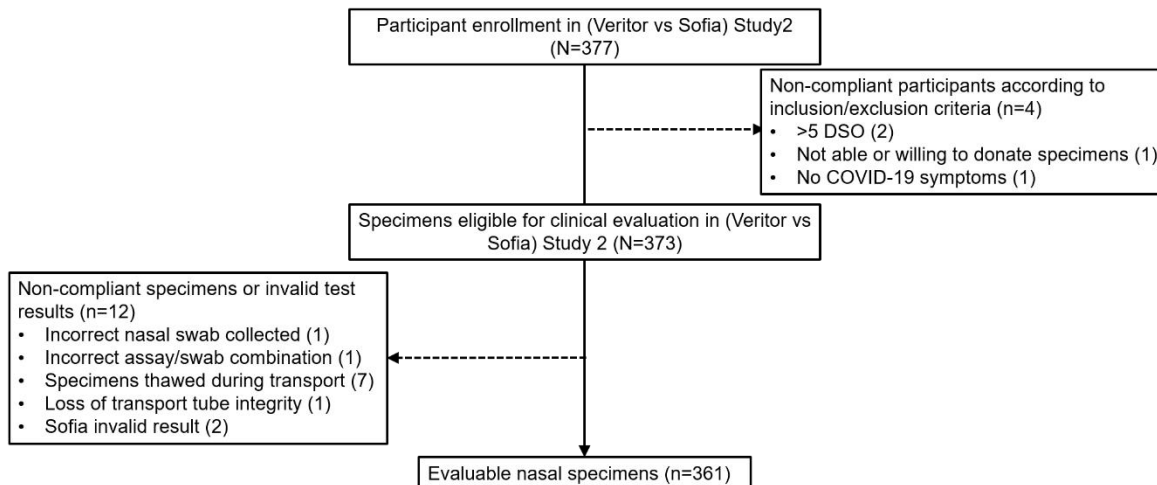 Participant enrollment in (Veritor vs Sofia) Study2
(N=377)
Non-compliant participants according to
inclusion/exclusion criteria (n=4)
• >5 DSO (2)
• Not able or willing to donate specimens (1)
• No COVID-19 symptoms (1)
Specimens eligible for clinical evaluation in (Veritor vs
Sofia) Study 2 (N=373)
Non-compliant specimens or invalid test
results (n=12)
• Incorrect nasal swab collected (1)
• Incorrect assay/swab combination (1)
• Specimens thawed during transport (7)
• Loss of transport tube integrity (1)
• Sofia invalid result (2)
Evaluable nasal specimens (n=361)